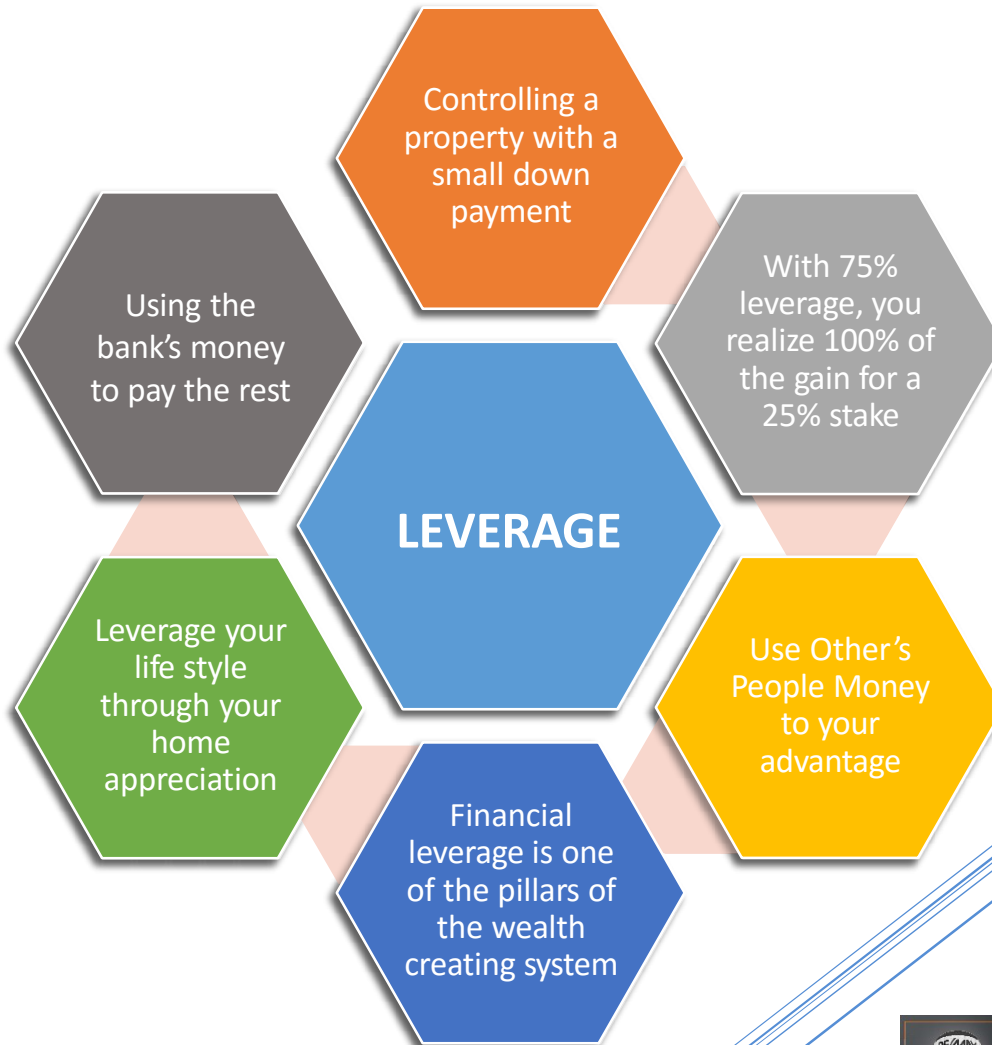 Controlling a
property with a
small down
payment
With 75%
leverage, you
realize 100% of
the gain for a
25% stake
Use Other’s
People Money
to your
advantage
Financial
leverage is one
of the pillars of
the wealth
creating system
Leverage your
life style
through your
home
appreciation
Using the
bank’s money
to pay the rest
LEVERAGE